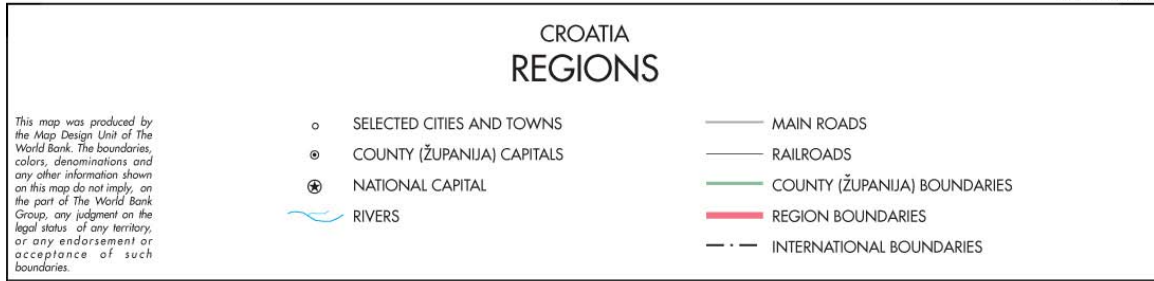 CROATIA
REGIONS
This map was produced by
the Map Design Unit of The
World Bank. The boundaries,
colors, denominations and
any other information shown
on this map do not imply, on
the part of The World Bank
Group, any judgment on the
legal status of any territory,
or any endorsement or
acceptance of such
boundaries.
SELECTED CITIES AND TOWNS
COUNTY (ŽUPANIJA) CAPITALS
NATIONAL CAPITAL
RIVERS
MAIN ROADS
RAILROADS
COUNTY (ŽUPANIJA) BOUNDARIES
REGION BOUNDARIES
INTERNATIONAL BOUNDARIES